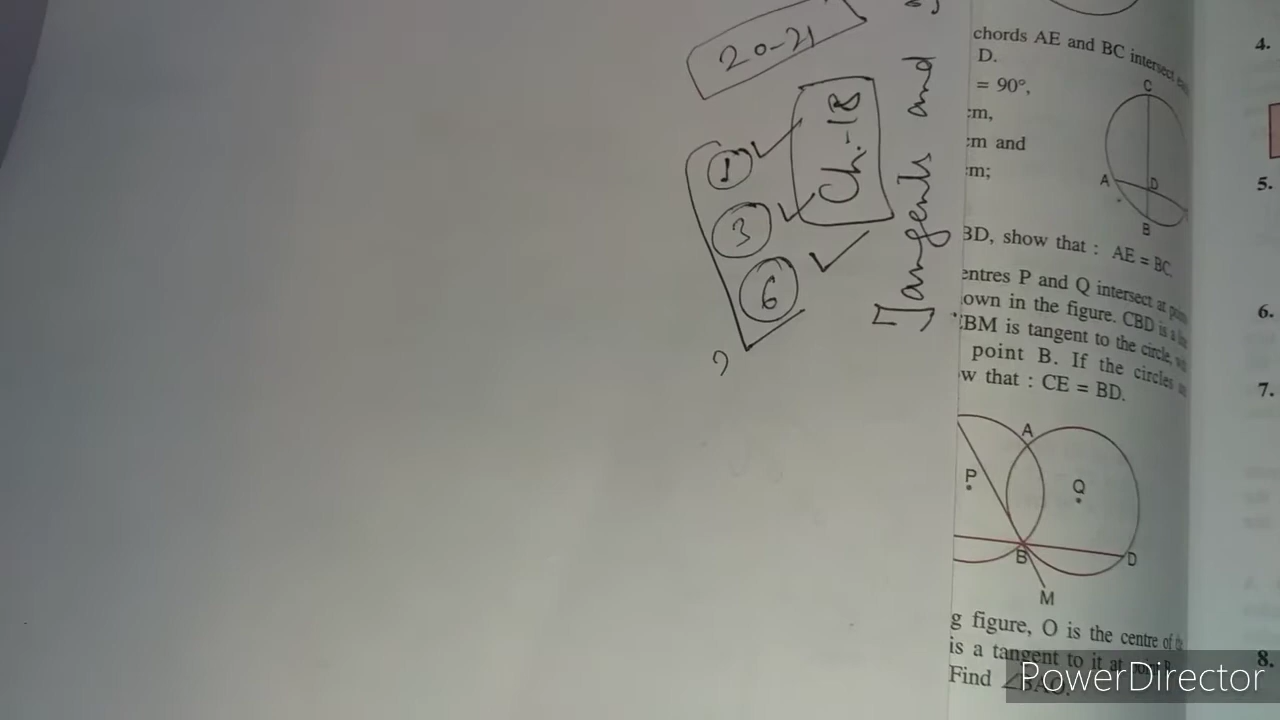 20-21
Ch.-18
1
3
6
Tangents and
chords AE and BC intersect
D.
= 90°,
m,
m and
m;
C
A
D
B
BD, show that : AE = BC.
entres P and Q intersect at
own in the figure. CBD is a
EBM is tangent to the circle,
point B. If the circles
w that : CE = BD.
A
P
Q
B
D
M
g figure, O is the centre of
is a tangent to it at point B.
Find ∠BAO.
4.
5.
6.
7.
8.
PowerDirector